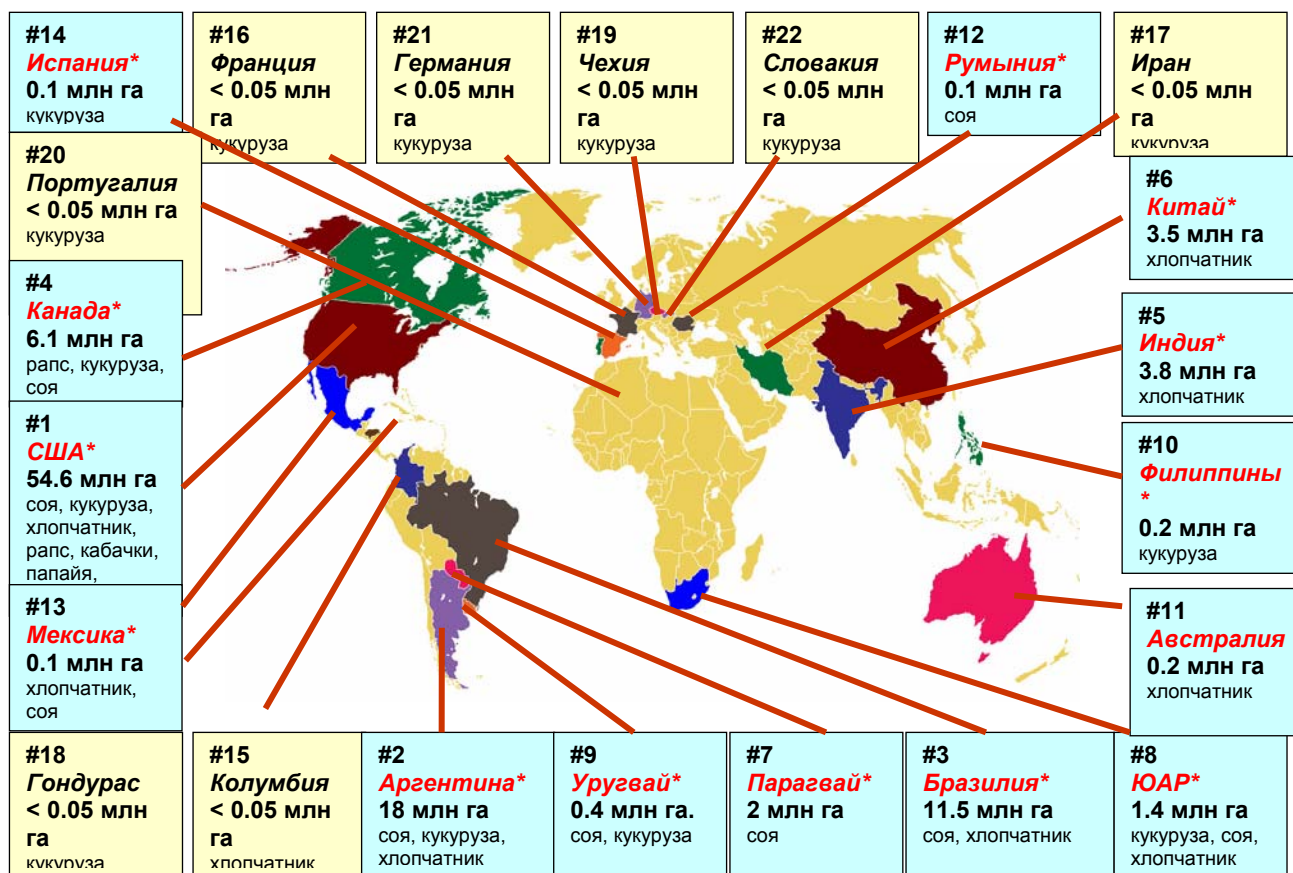 #14
Испания*
0.1 млн га
кукуруза
#16
Франция
< 0.05 млн
га
кукуруза
#21
Германия
< 0.05 млн
га
кукуруза
#19
Чехия
< 0.05 млн
га
кукуруза
#22
Словакия
< 0.05 млн
га
кукуруза
#12
Румыния*
0.1 млн га
соя
#17
Иран
< 0.05 млн
га
кукуруза
#20
Португалия
< 0.05 млн га
кукуруза
#6
Китай*
3.5 млн га
хлопчатник
#4
Канада*
6.1 млн га
рапс, кукуруза,
соя
#5
Индия*
3.8 млн га
хлопчатник
#1
США*
54.6 млн га
соя, кукуруза,
хлопчатник,
рапс, кабачки,
папайя,
#10
Филиппины
*
0.2 млн га
кукуруза
#13
Мексика*
0.1 млн га
хлопчатник,
соя
#11
Австралия
0.2 млн га
хлопчатник
#18
Гондурас
< 0.05 млн
га
кукуруза
#15
Колумбия
< 0.05 млн
га
хлопчатник
#2
Аргентина*
18 млн га
соя, кукуруза,
хлопчатник
#9
Уругвай*
0.4 млн га.
соя, кукуруза
#7
Парагвай*
2 млн га
соя
#3
Бразилия*
11.5 млн га
соя, хлопчатник
#8
ЮАР*
1.4 млн га
кукуруза, соя,
хлопчатник